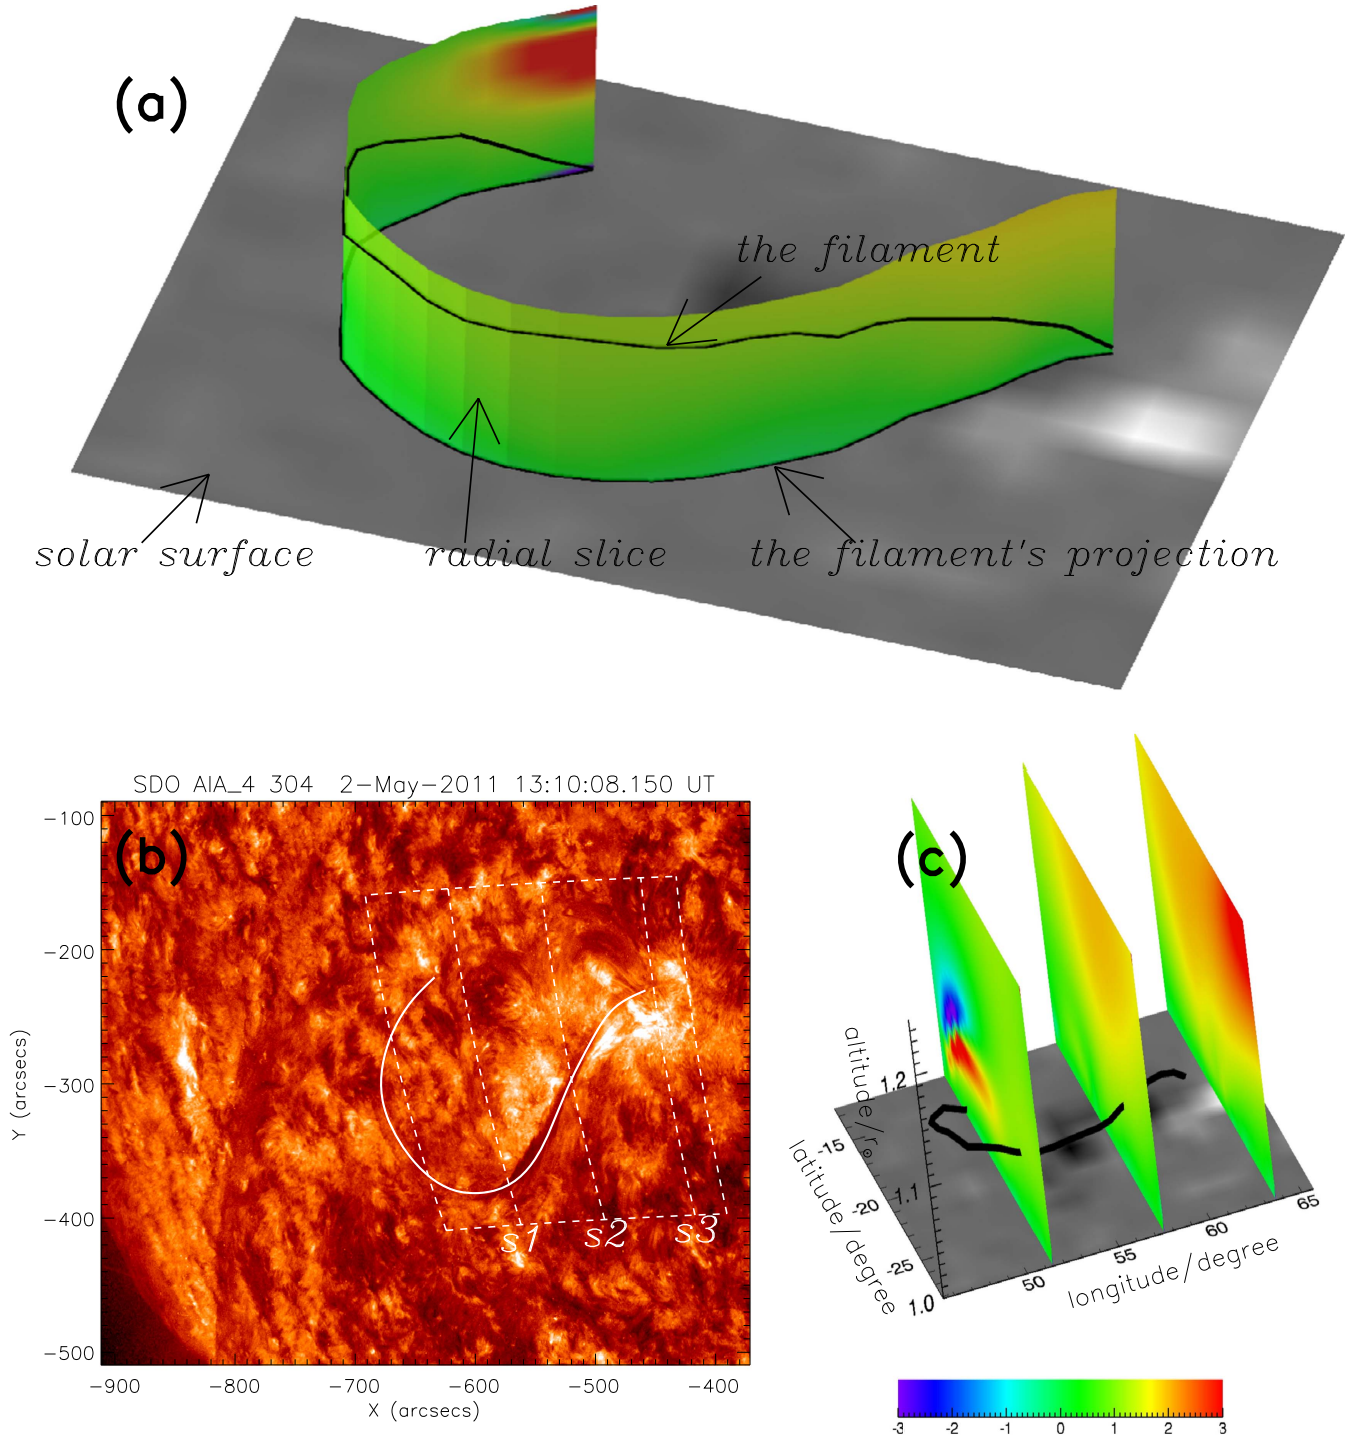 (a)
the filament
solar surface
radial slice
the filament's projection
SDO AIA_4 304 2-May-2011 13:10:08.150 UT
(b)
-100
-200
-300
-400
-500
Y (arcsecs)
s1
s2
s3
-900
-800
-700
-600
-500
-400
X (arcsecs)
(c)
altitude/r⊙
1.2
1.1
1.0
latitude/degree
-15
-20
-25
50
55
60
65
longitude/degree
-3
-2
-1
0
1
2
3